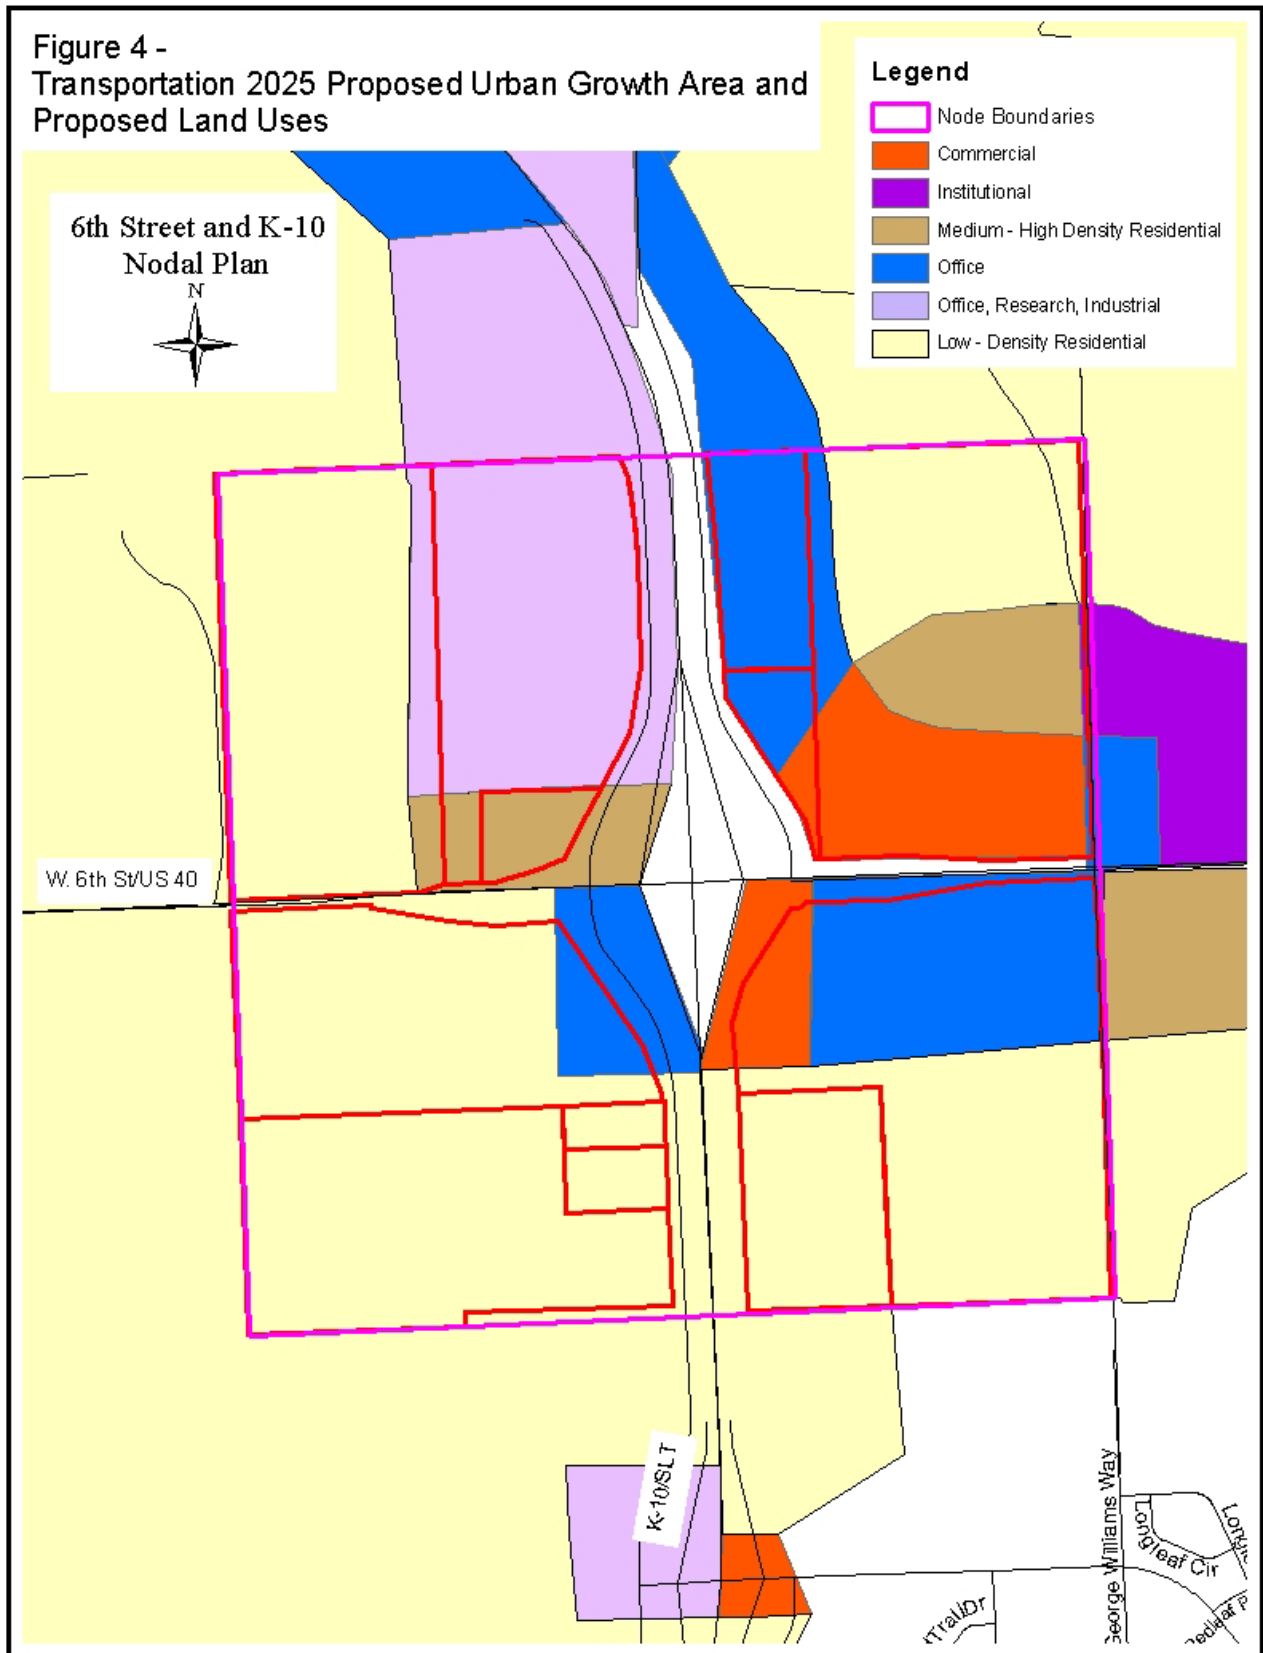 Figure 4 -
Transportation 2025 Proposed Urban Growth Area and
Proposed Land Uses
6th Street and K-10
Nodal Plan
N
Legend
Node Boundaries
Commercial
Institutional
Medium - High Density Residential
Office
Office, Research, Industrial
Low - Density Residential
W. 6th St/US 40
K-10/SLT
George Williams Way
Longleaf Cir
Trail Dr